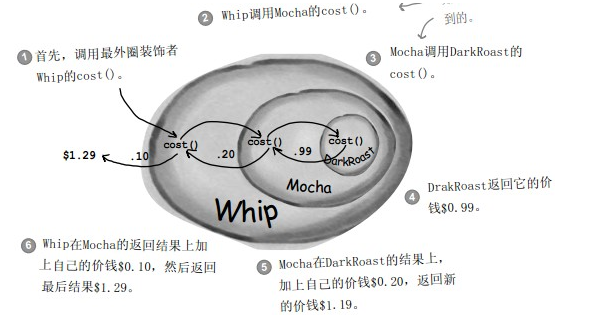 2 Whip调用Mocha的cost()。
到的。
1 首先，调用最外圈装饰者
Whip的cost()。
3 Mocha调用DarkRoast的
cost()。
cost()
cost()
cost()
$1.29
.10
.20
.99
DarkRoast
Mocha
Whip
4 DrakRoast返回它的价
钱$0.99。
6 Whip在Mocha的返回结果上加
上自己的价钱$0.10，然后返回
最后结果$1.29。
5 Mocha在DarkRoast的结果上，
加上自己的价钱$0.20，返回新
的价钱$1.19。